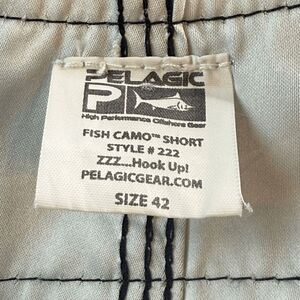 PELAGIC
P
High Performance Offshore Gear
FISH CAMO™ SHORT
STYLE # 222
ZZZ...Hook Up!
PELAGICGEAR.COM
SIZE 42